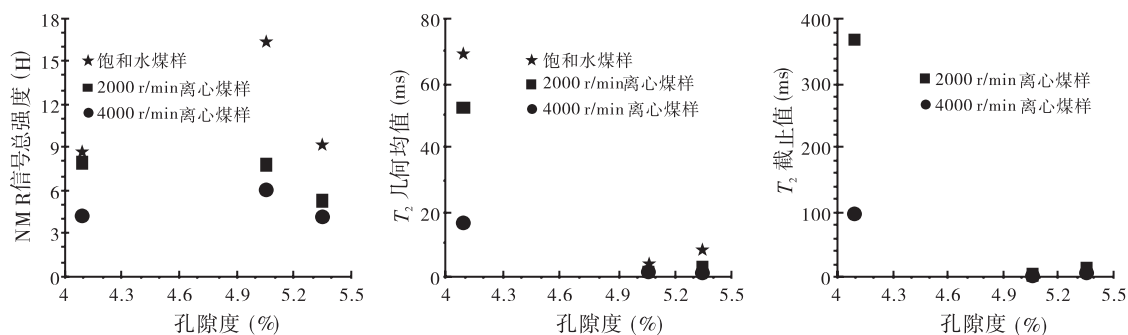 NMR信号总强度 (H)
18
15
12
9
6
3
0
★ 饱和水煤样
■ 2000 r/min离心煤样
● 4000 r/min离心煤样
4 4.3 4.6 4.9 5.2 5.5
孔隙度 (%)
T₂ 几何均值 (ms)
80
60
40
20
0
★ 饱和水煤样
■ 2000 r/min离心煤样
● 4000 r/min离心煤样
4 4.3 4.6 4.9 5.2 5.5
孔隙度 (%)
T₂ 截止值 (ms)
400
300
200
100
0
■ 2000 r/min离心煤样
● 4000 r/min离心煤样
4 4.3 4.6 4.9 5.2 5.5
孔隙度 (%)